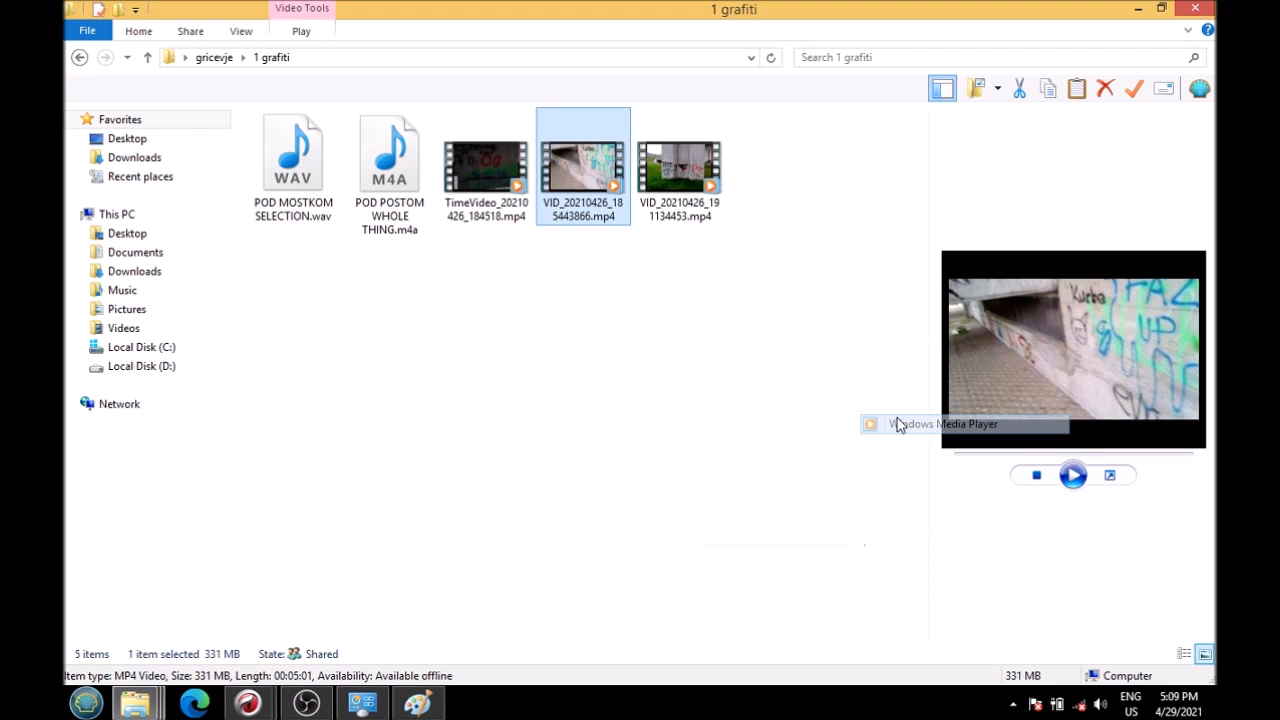 Video Tools
1 grafiti
File
Home
Share
View
Play
gricevje
1 grafiti
Search 1 grafiti
Favorites
Desktop
Downloads
Recent places
This PC
Desktop
Documents
Downloads
Music
Pictures
Videos
Local Disk (C:)
Local Disk (D:)
Network
WAV
POD MOSTKOM
SELECTION.wav
M4A
POD POSTOM
WHOLE
THING.m4a
TimeVideo_20210
426_184518.mp4
VID_20210426_18
5443866.mp4
VID_20210426_19
1134453.mp4
Kurbe
FAZ
UP
Windows Media Player
5 items
1 item selected 331 MB
State:
Shared
Item type: MP4 Video, Size: 331 MB, Length: 00:05:01, Availability: Available offline
331 MB
Computer
ENG
US
5:09 PM
4/29/2021